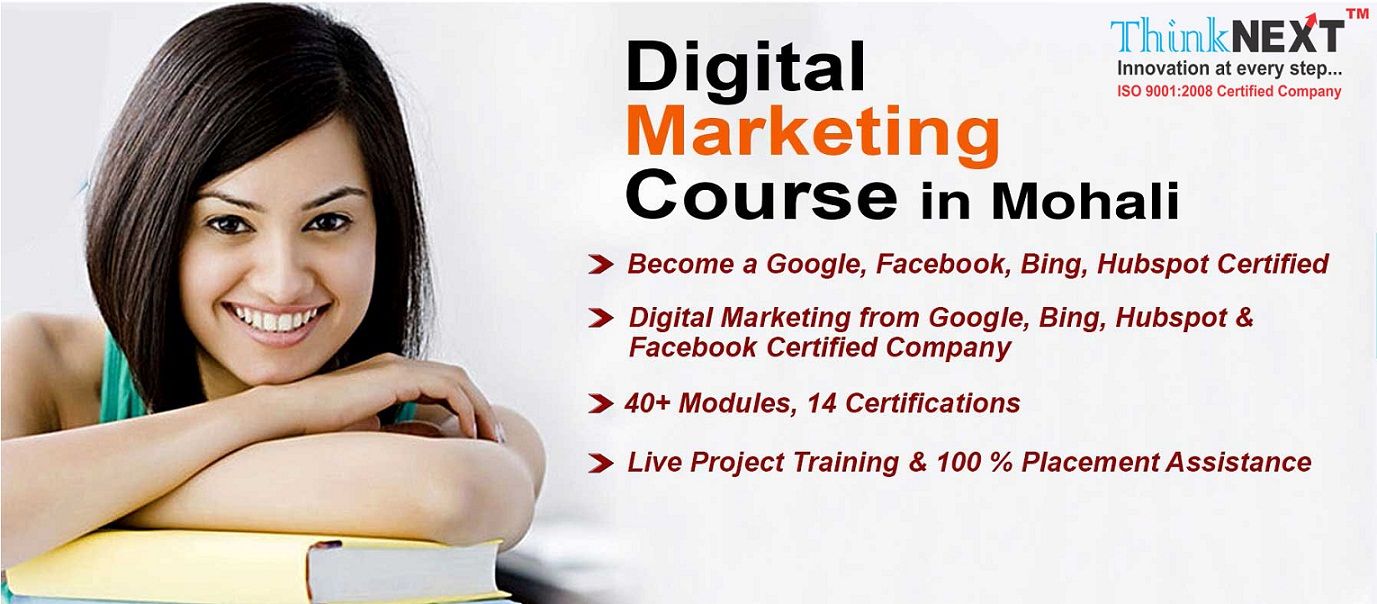 ThinkNEXT™
Innovation at every step...
ISO 9001:2008 Certified Company
Digital
Marketing
Course in Mohali
Become a Google, Facebook, Bing, Hubspot Certified
Digital Marketing from Google, Bing, Hubspot &
Facebook Certified Company
40+ Modules, 14 Certifications
Live Project Training & 100 % Placement Assistance